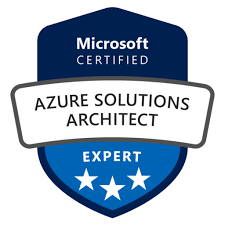 Microsoft
CERTIFIED
AZURE SOLUTIONS
ARCHITECT
EXPERT